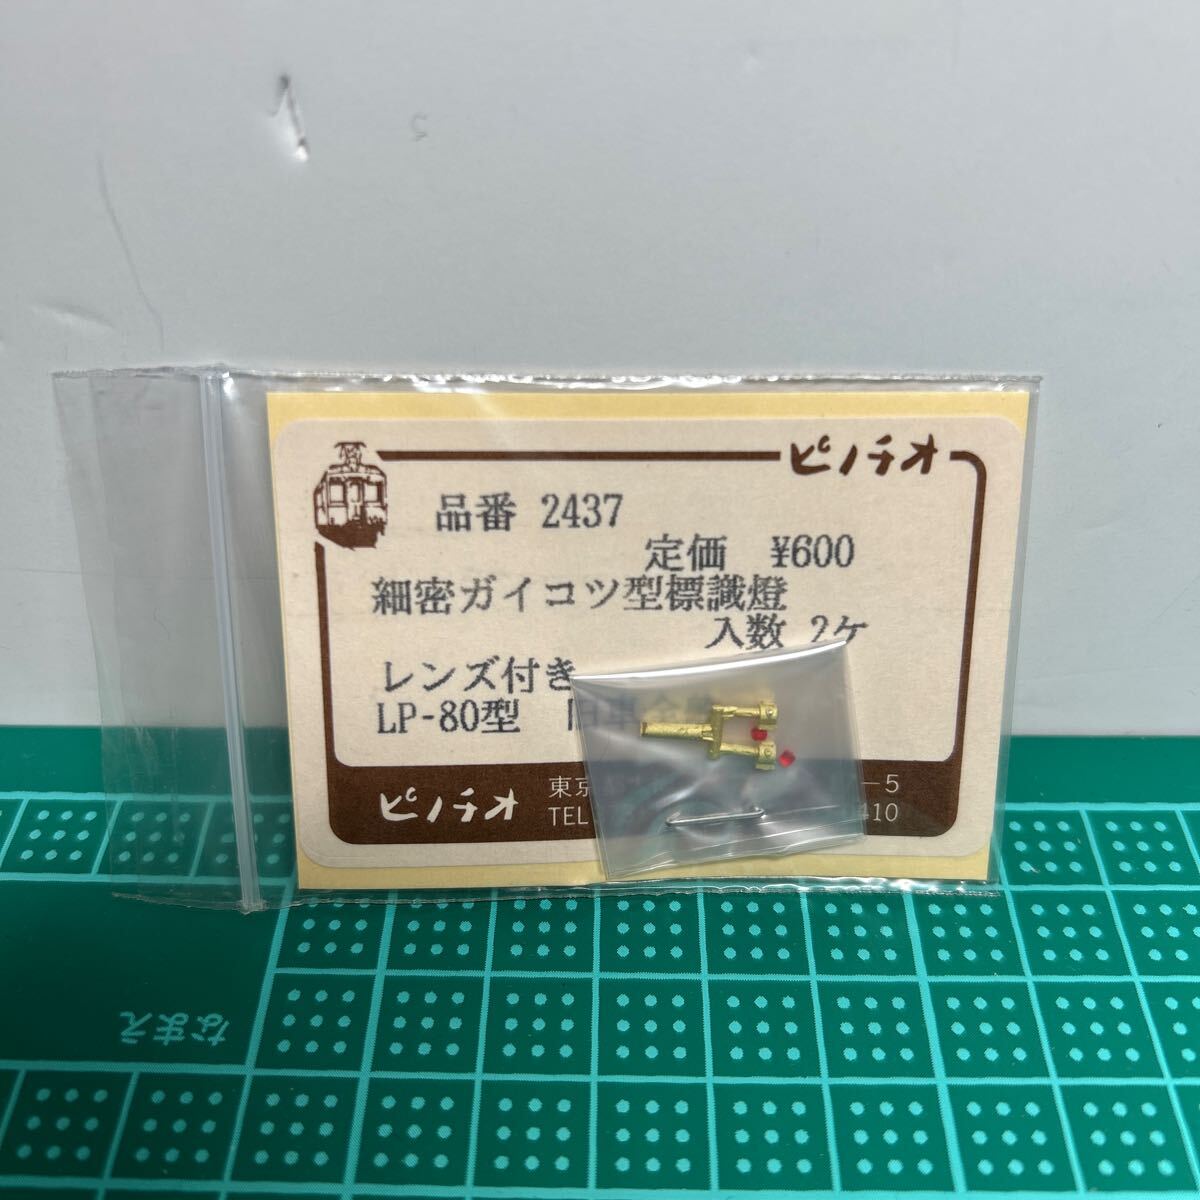 ピノチオ
品番 2437
定価 ¥600
細密ガイコツ型標識燈
入数 2ケ
レンズ付き
LP-80型
ピノチオ 東京 ー5
TEL 410
なまえ